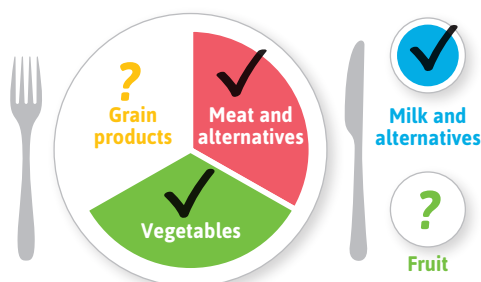 ?
Grain
products
Meat and
alternatives
Vegetables
Milk and
alternatives
?
Fruit